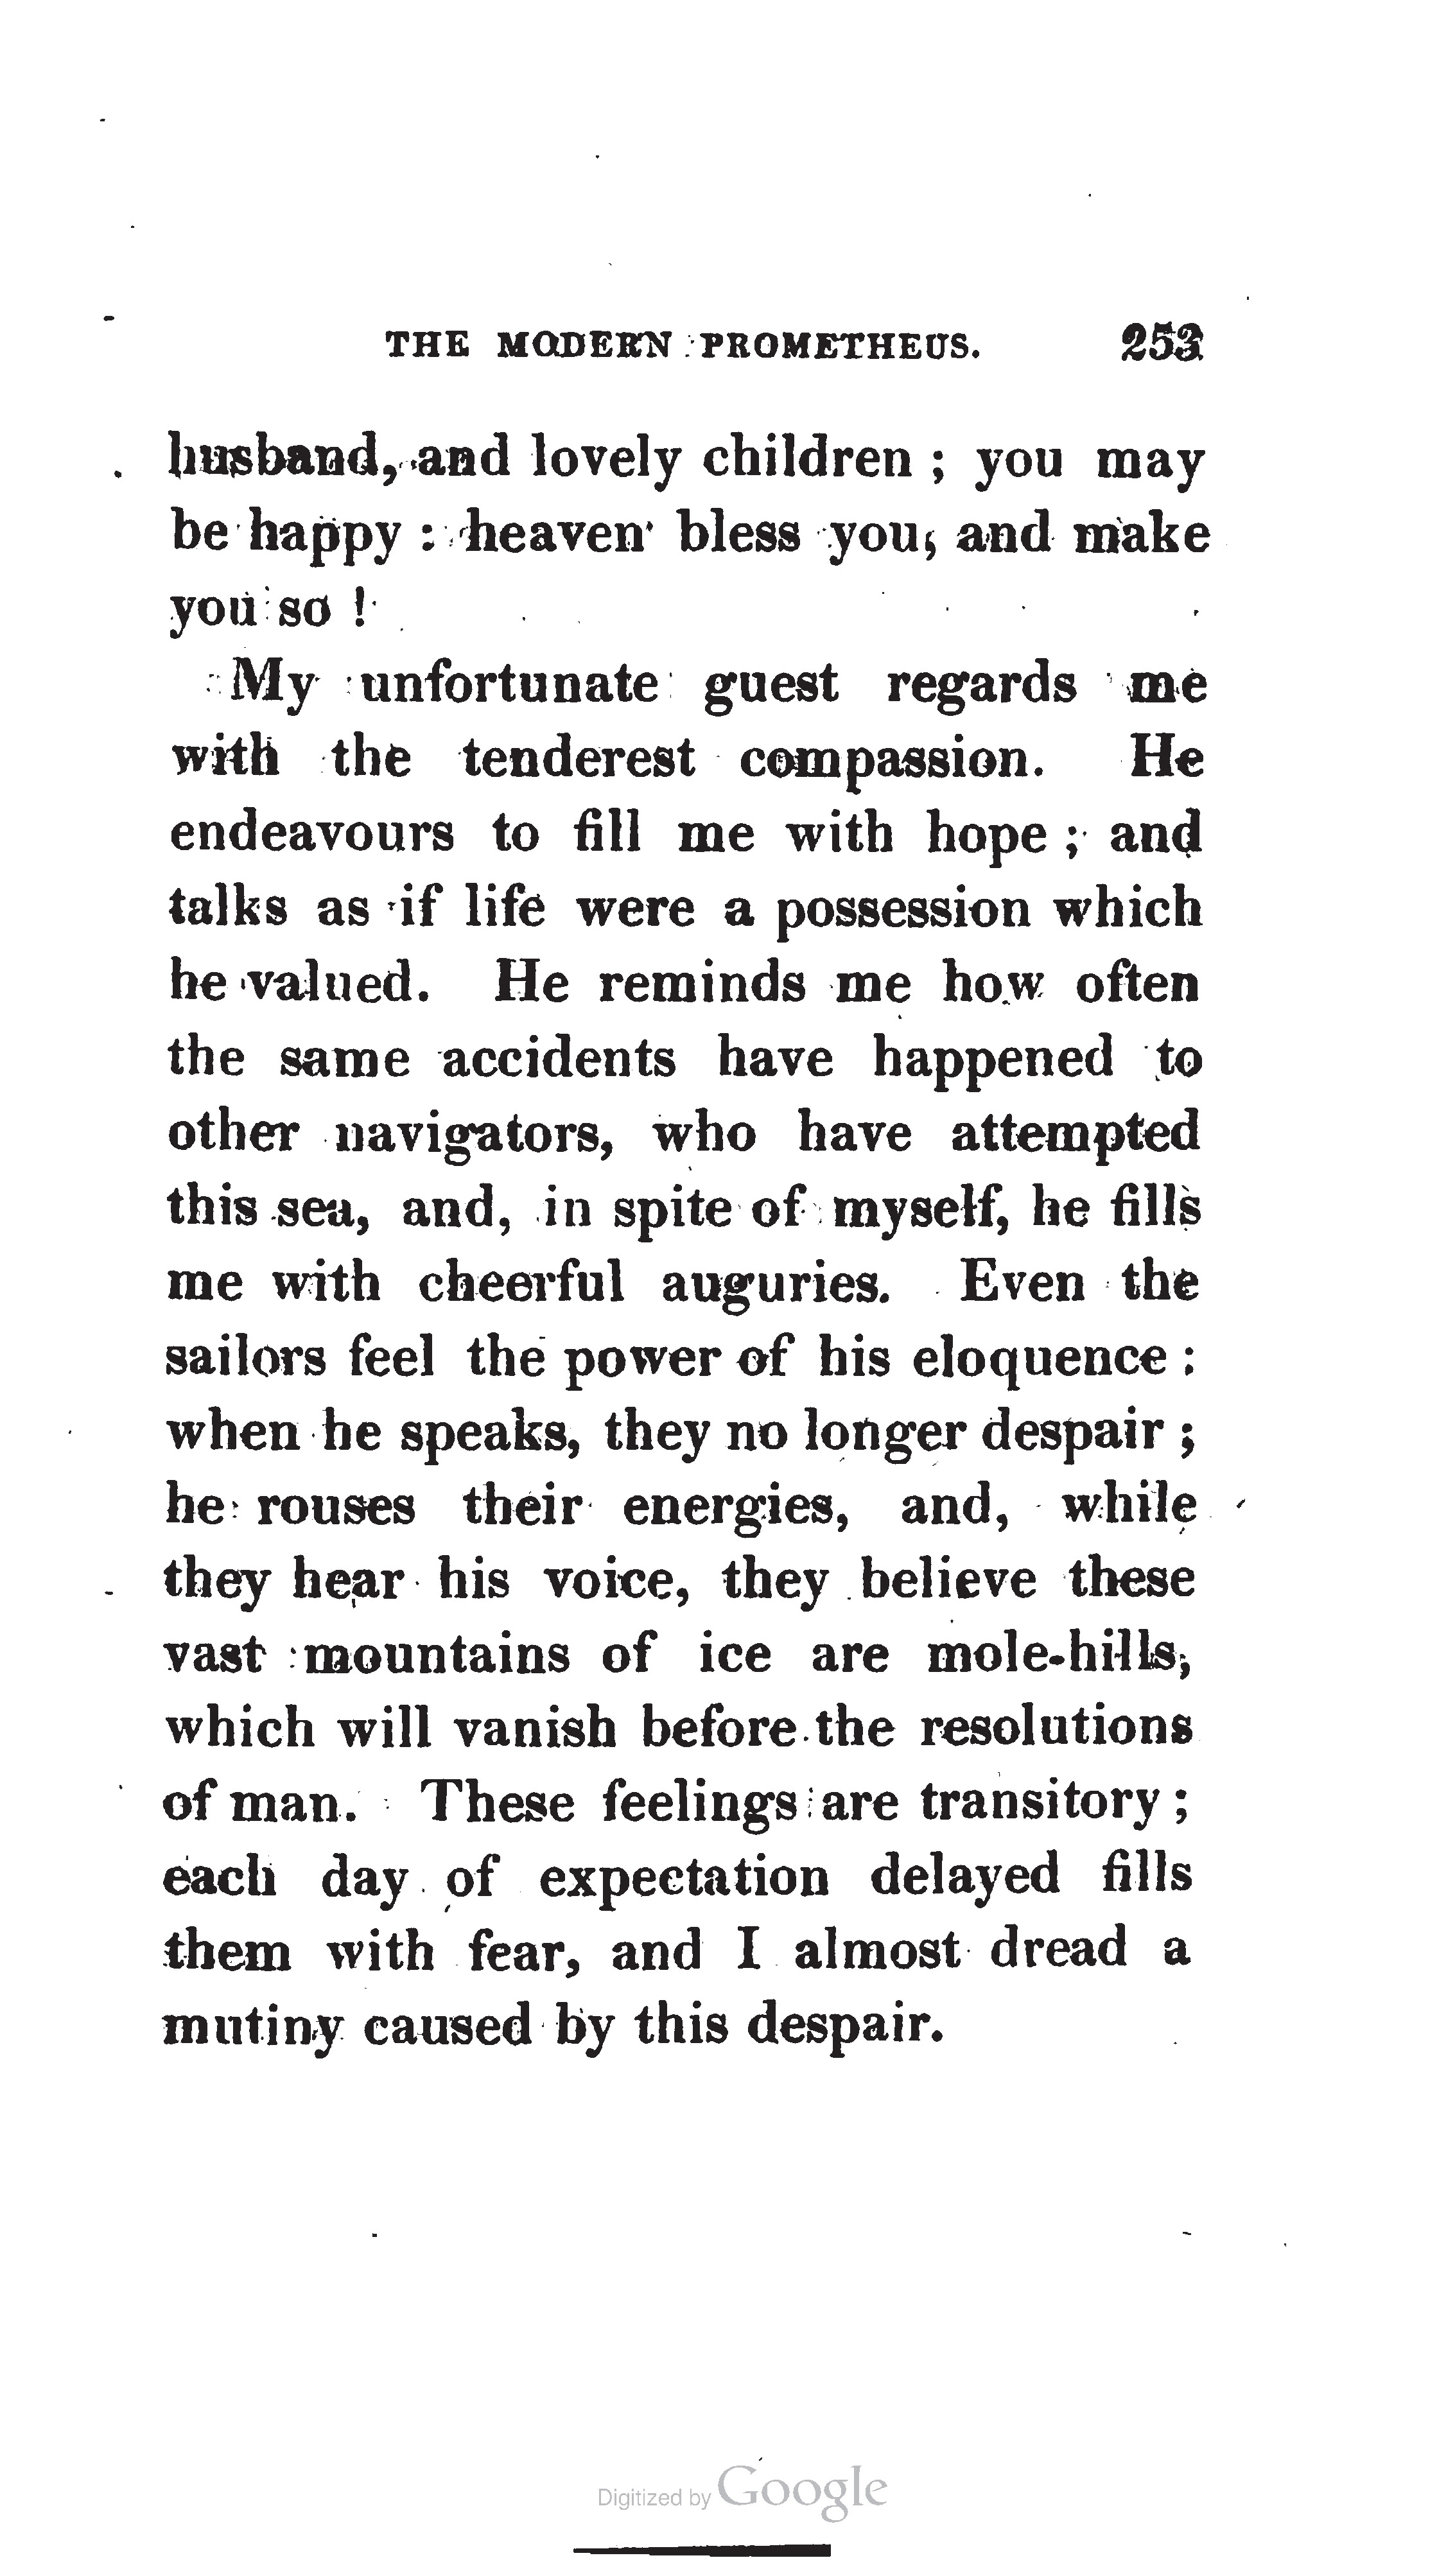 THE MODERN PROMETHEUS. 253
husband, and lovely children ; you may
be happy : heaven bless you, and make
you so !
My unfortunate guest regards me
with the tenderest compassion. He
endeavours to fill me with hope ; and
talks as if life were a possession which
he valued. He reminds me how often
the same accidents have happened to
other navigators, who have attempted
this sea, and, in spite of myself, he fills
me with cheerful auguries. Even the
sailors feel the power of his eloquence :
when he speaks, they no longer despair ;
he rouses their energies, and, while
they hear his voice, they believe these
vast mountains of ice are mole-hills,
which will vanish before the resolutions
of man. These feelings are transitory ;
each day of expectation delayed fills
them with fear, and I almost dread a
mutiny caused by this despair.
Digitized by Google